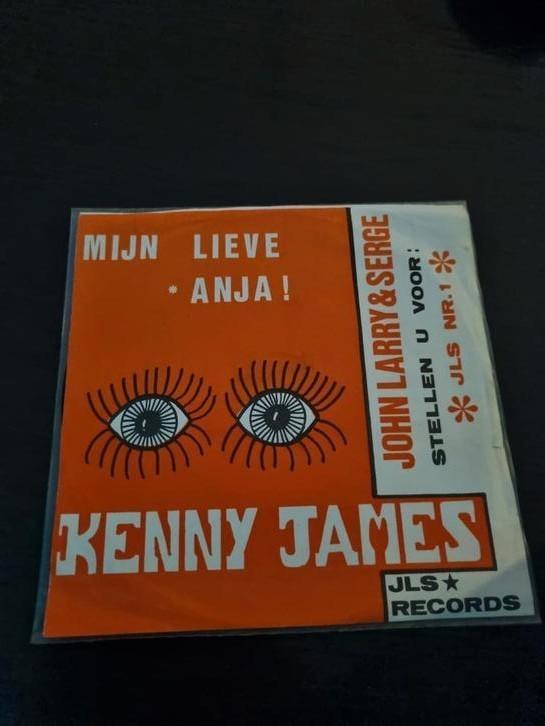 MIJN LIEVE
* ANJA!
JOHN LARRY & SERGE
STELLEN U VOOR:
* JLS NR.1 *
KENNY JAMES
JLS★
RECORDS